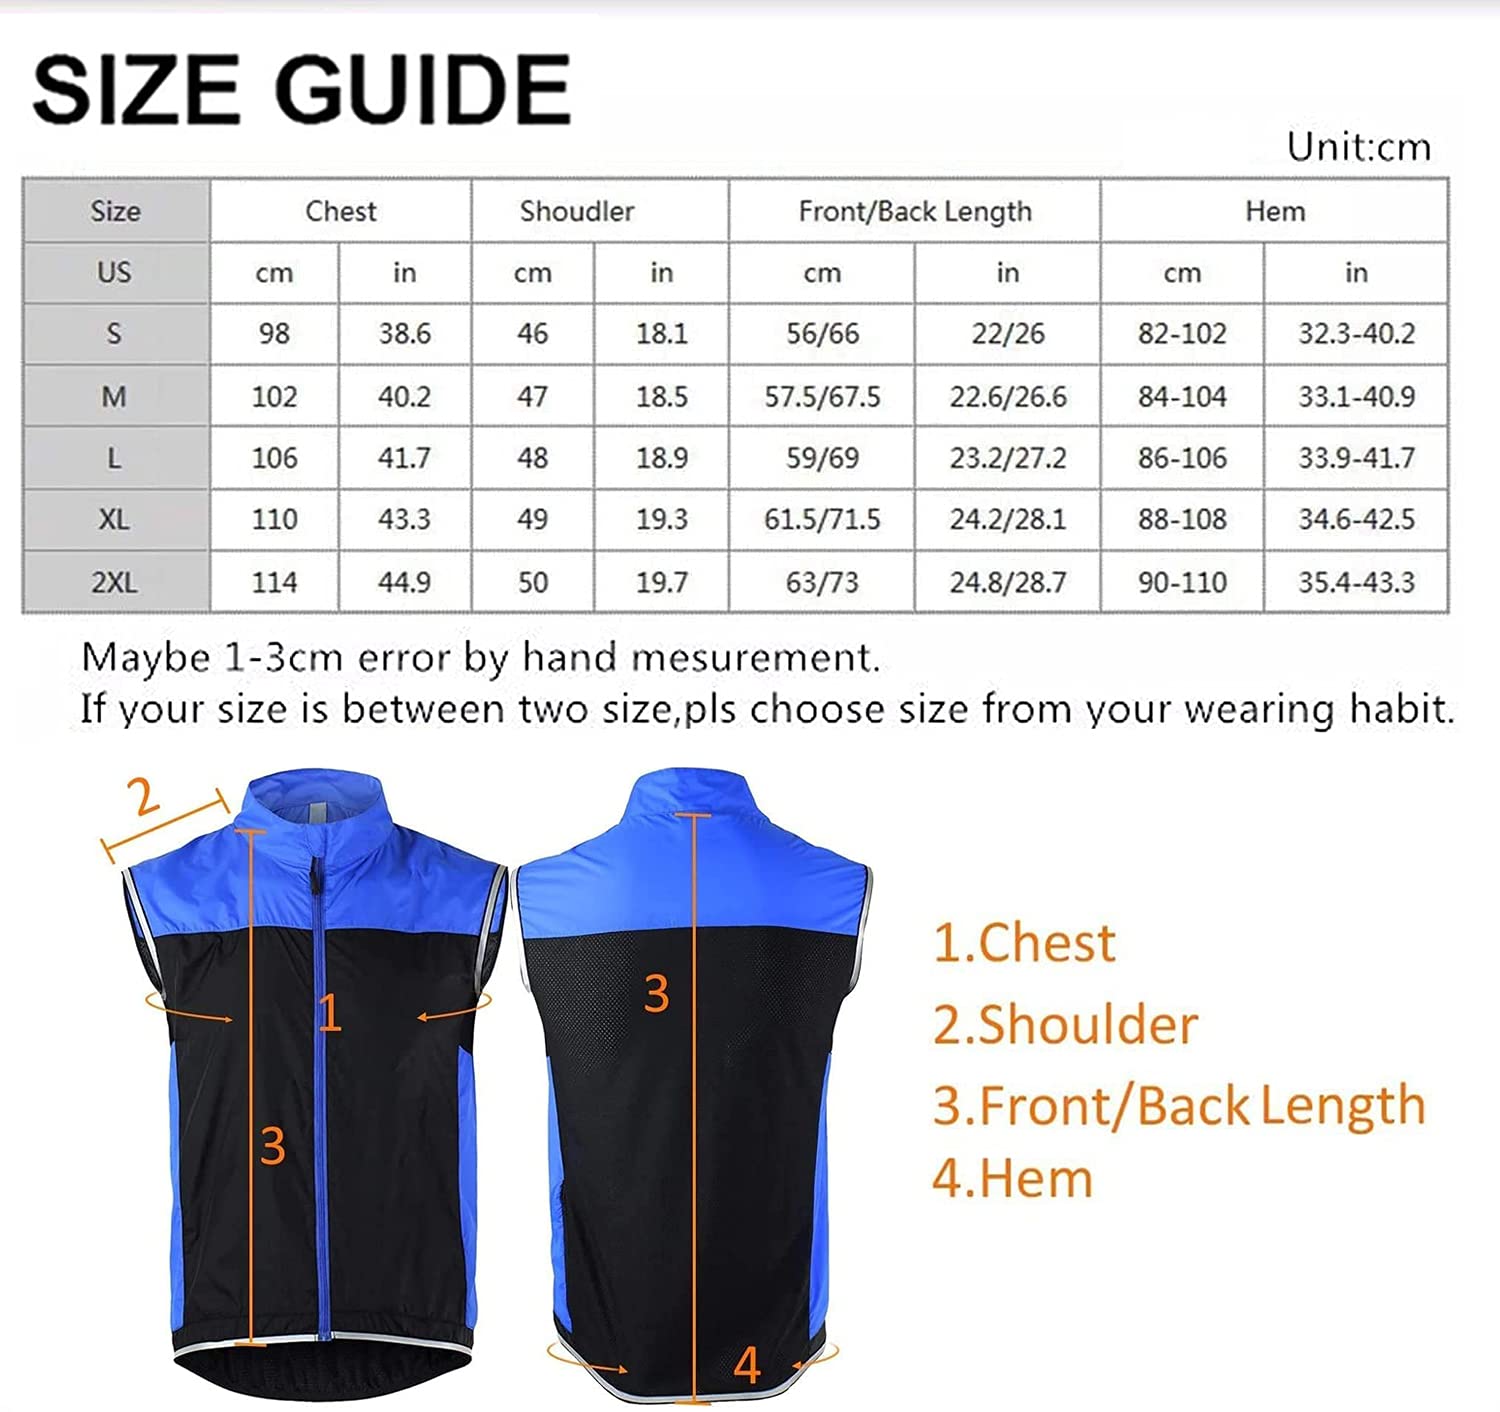 SIZE GUIDE
Unit:cm
Size Chest Shoudler Front/Back Length Hem
US cm in cm in cm in cm in
S 98 38.6 46 18.1 56/66 22/26 82-102 32.3-40.2
M 102 40.2 47 18.5 57.5/67.5 22.6/26.6 84-104 33.1-40.9
L 106 41.7 48 18.9 59/69 23.2/27.2 86-106 33.9-41.7
XL 110 43.3 49 19.3 61.5/71.5 24.2/28.1 88-108 34.6-42.5
2XL 114 44.9 50 19.7 63/73 24.8/28.7 90-110 35.4-43.3
Maybe 1-3cm error by hand mesurement.
If your size is between two size,pls choose size from your wearing habit.
2
3
1
3
4
1.Chest
2.Shoulder
3.Front/Back Length
4.Hem